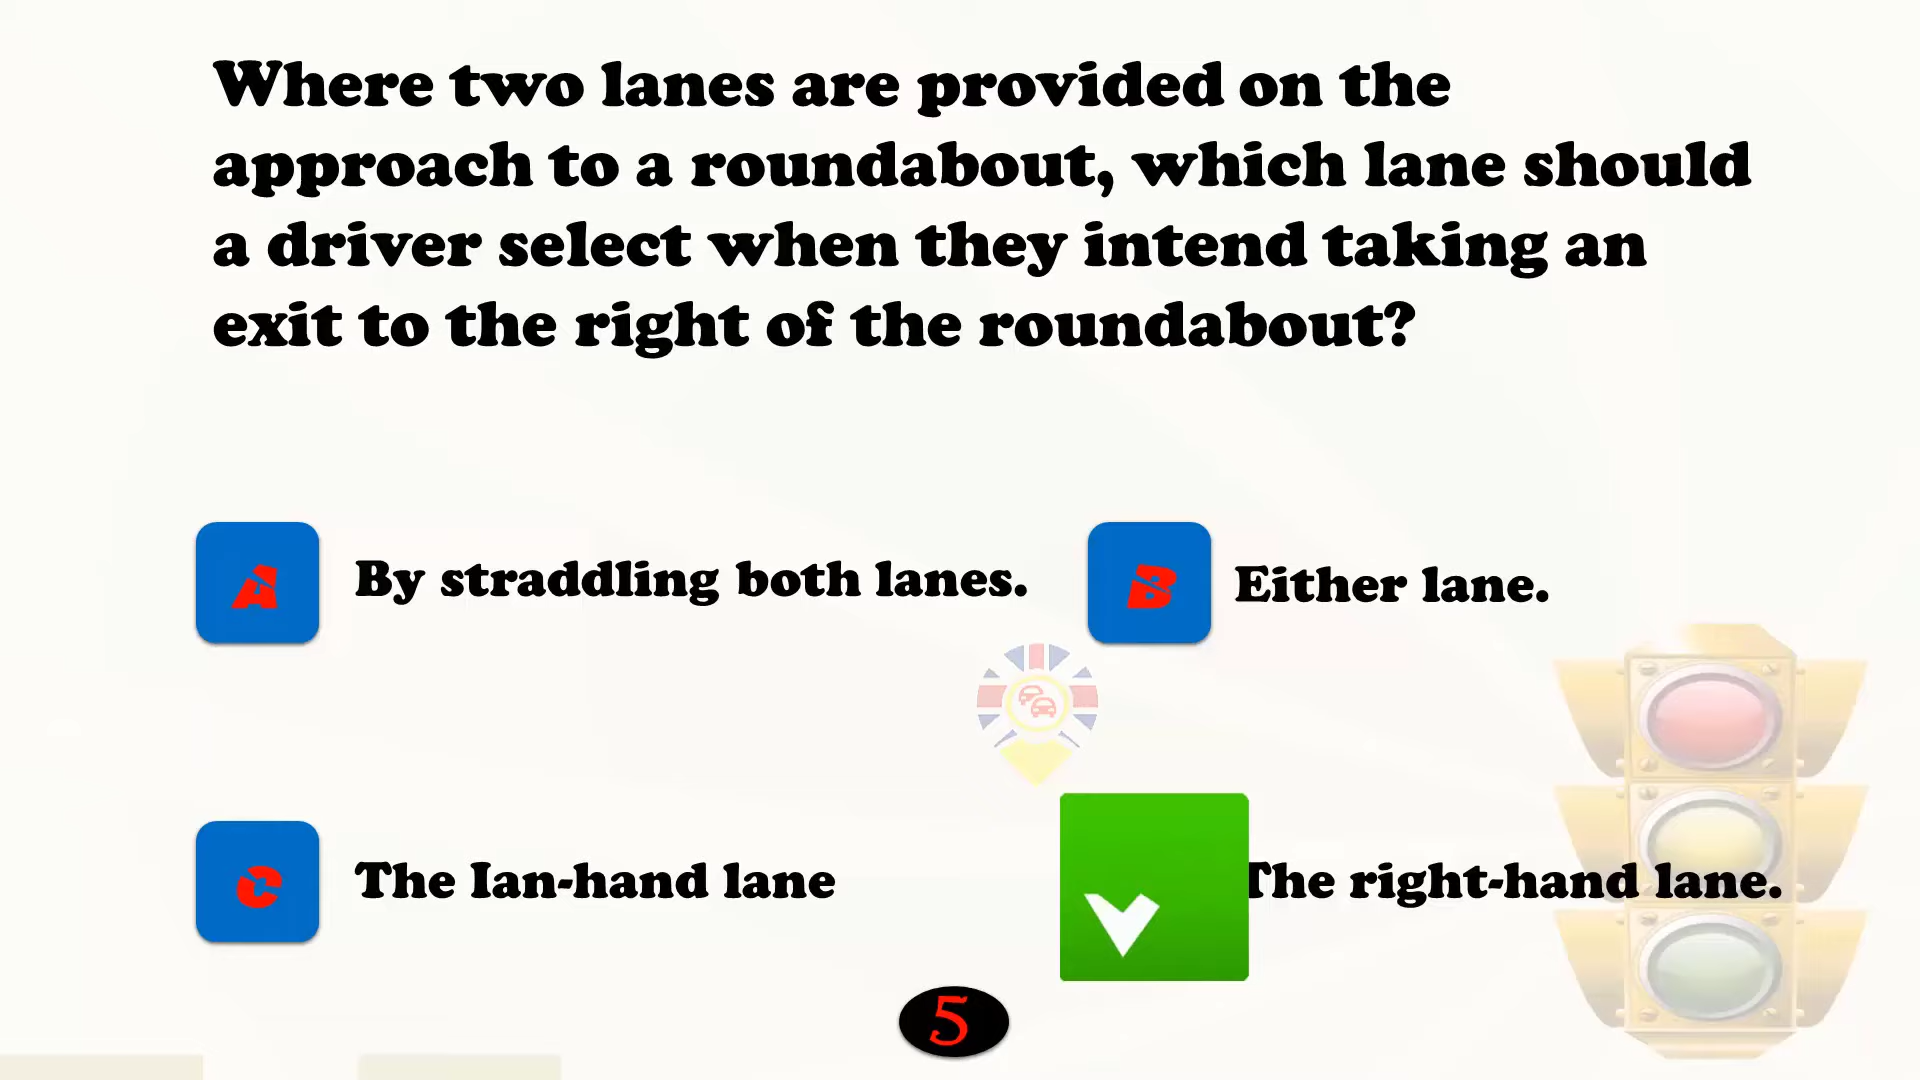 Where two lanes are provided on the
approach to a roundabout, which lane should
a driver select when they intend taking an
exit to the right of the roundabout?
A By straddling both lanes.
B Either lane.
C The Ian-hand lane
The right-hand lane.
5